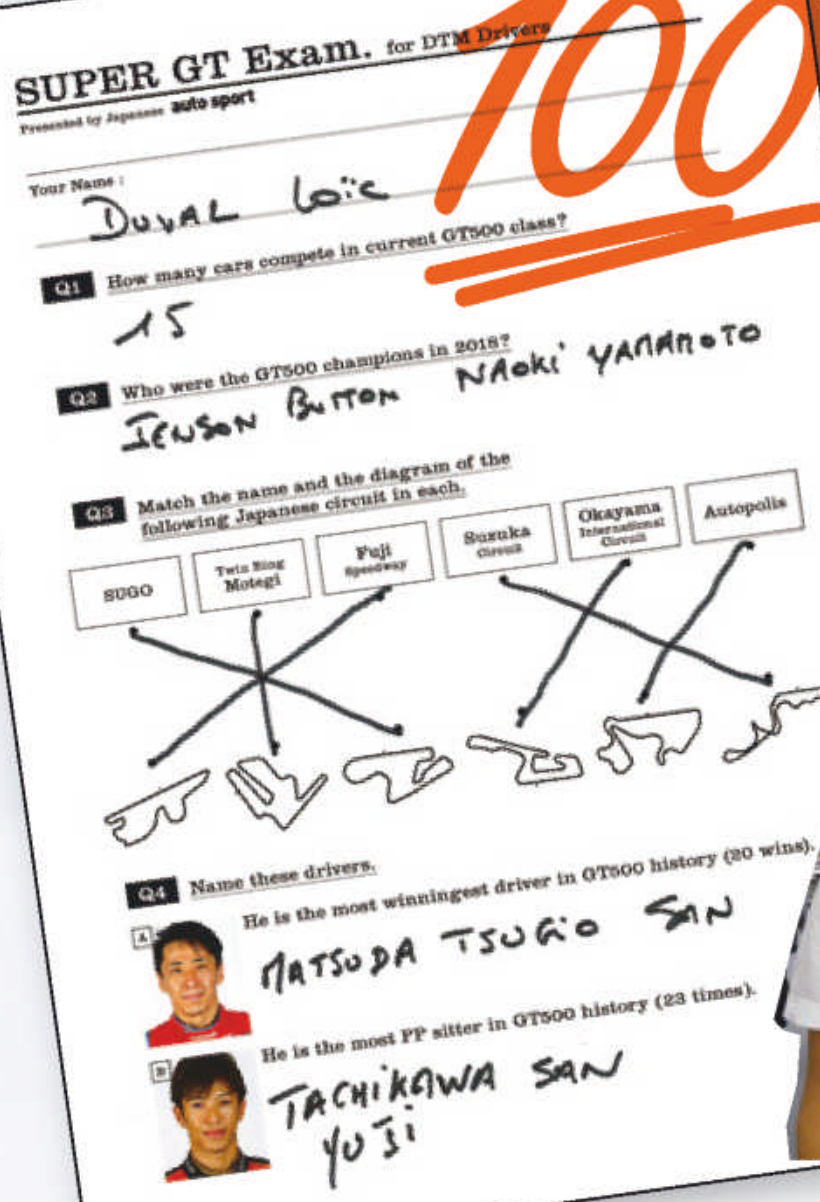 100
SUPER GT Exam. for DTM Drivers
Presented by Japanese auto sport
Your Name :
DUVAL Loïc
Q1 How many cars compete in current GT500 class?
15
Q2 Who were the GT500 champions in 2018?
JENSON BUTTON NAOKi YAMAMOTO
Q3 Match the name and the diagram of the
following Japanese circuit in each.
SUGO
Twin Ring
Motegi
Fuji
Speedway
Suzuka
Circuit
Okayama
International
Circuit
Autopolis
Q4 Name these drivers.
A He is the most winningest driver in GT500 history (20 wins).
MATSUDA TSUGiO SAN
B He is the most PP sitter in GT500 history (23 times).
TACHiKAWA SAN
YUJi